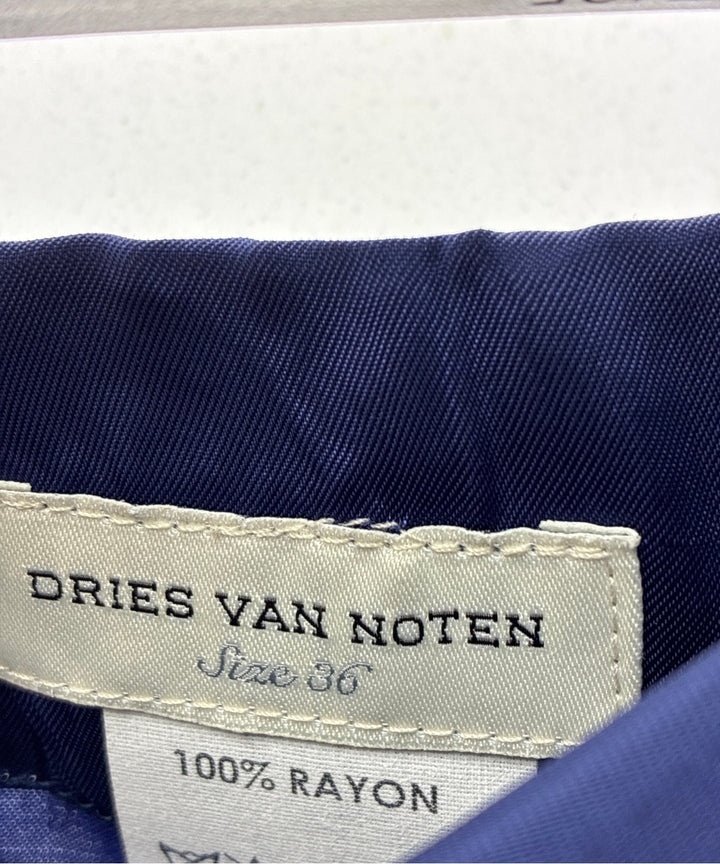 DRIES VAN NOTEN
Size 36
100% RAYON